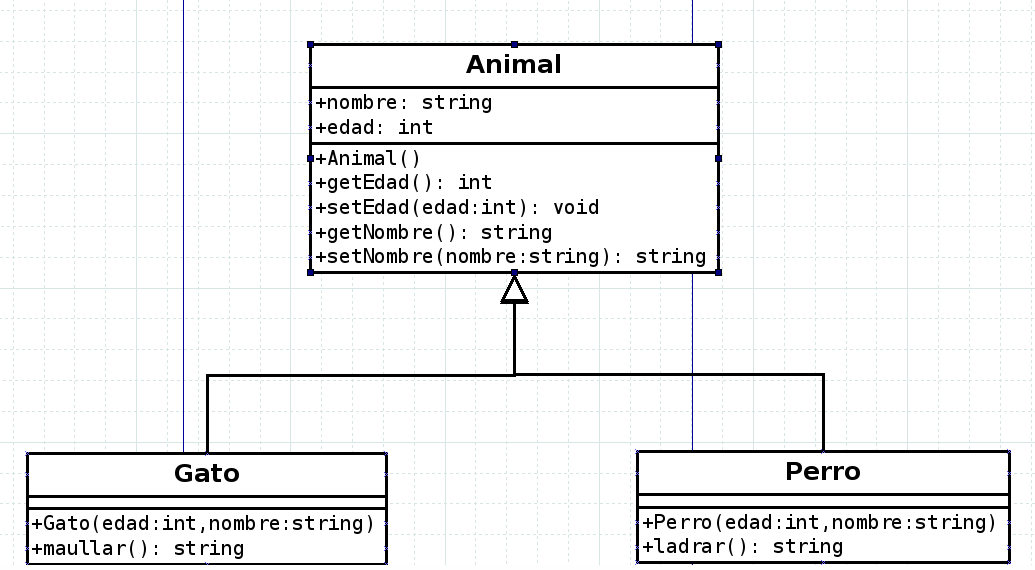 Animal
+nombre: string
+edad: int
+Animal()
+getEdad(): int
+setEdad(edad:int): void
+getNombre(): string
+setNombre(nombre:string): string
Gato
+Gato(edad:int,nombre:string)
+maullar(): string
Perro
+Perro(edad:int,nombre:string)
+ladrar(): string